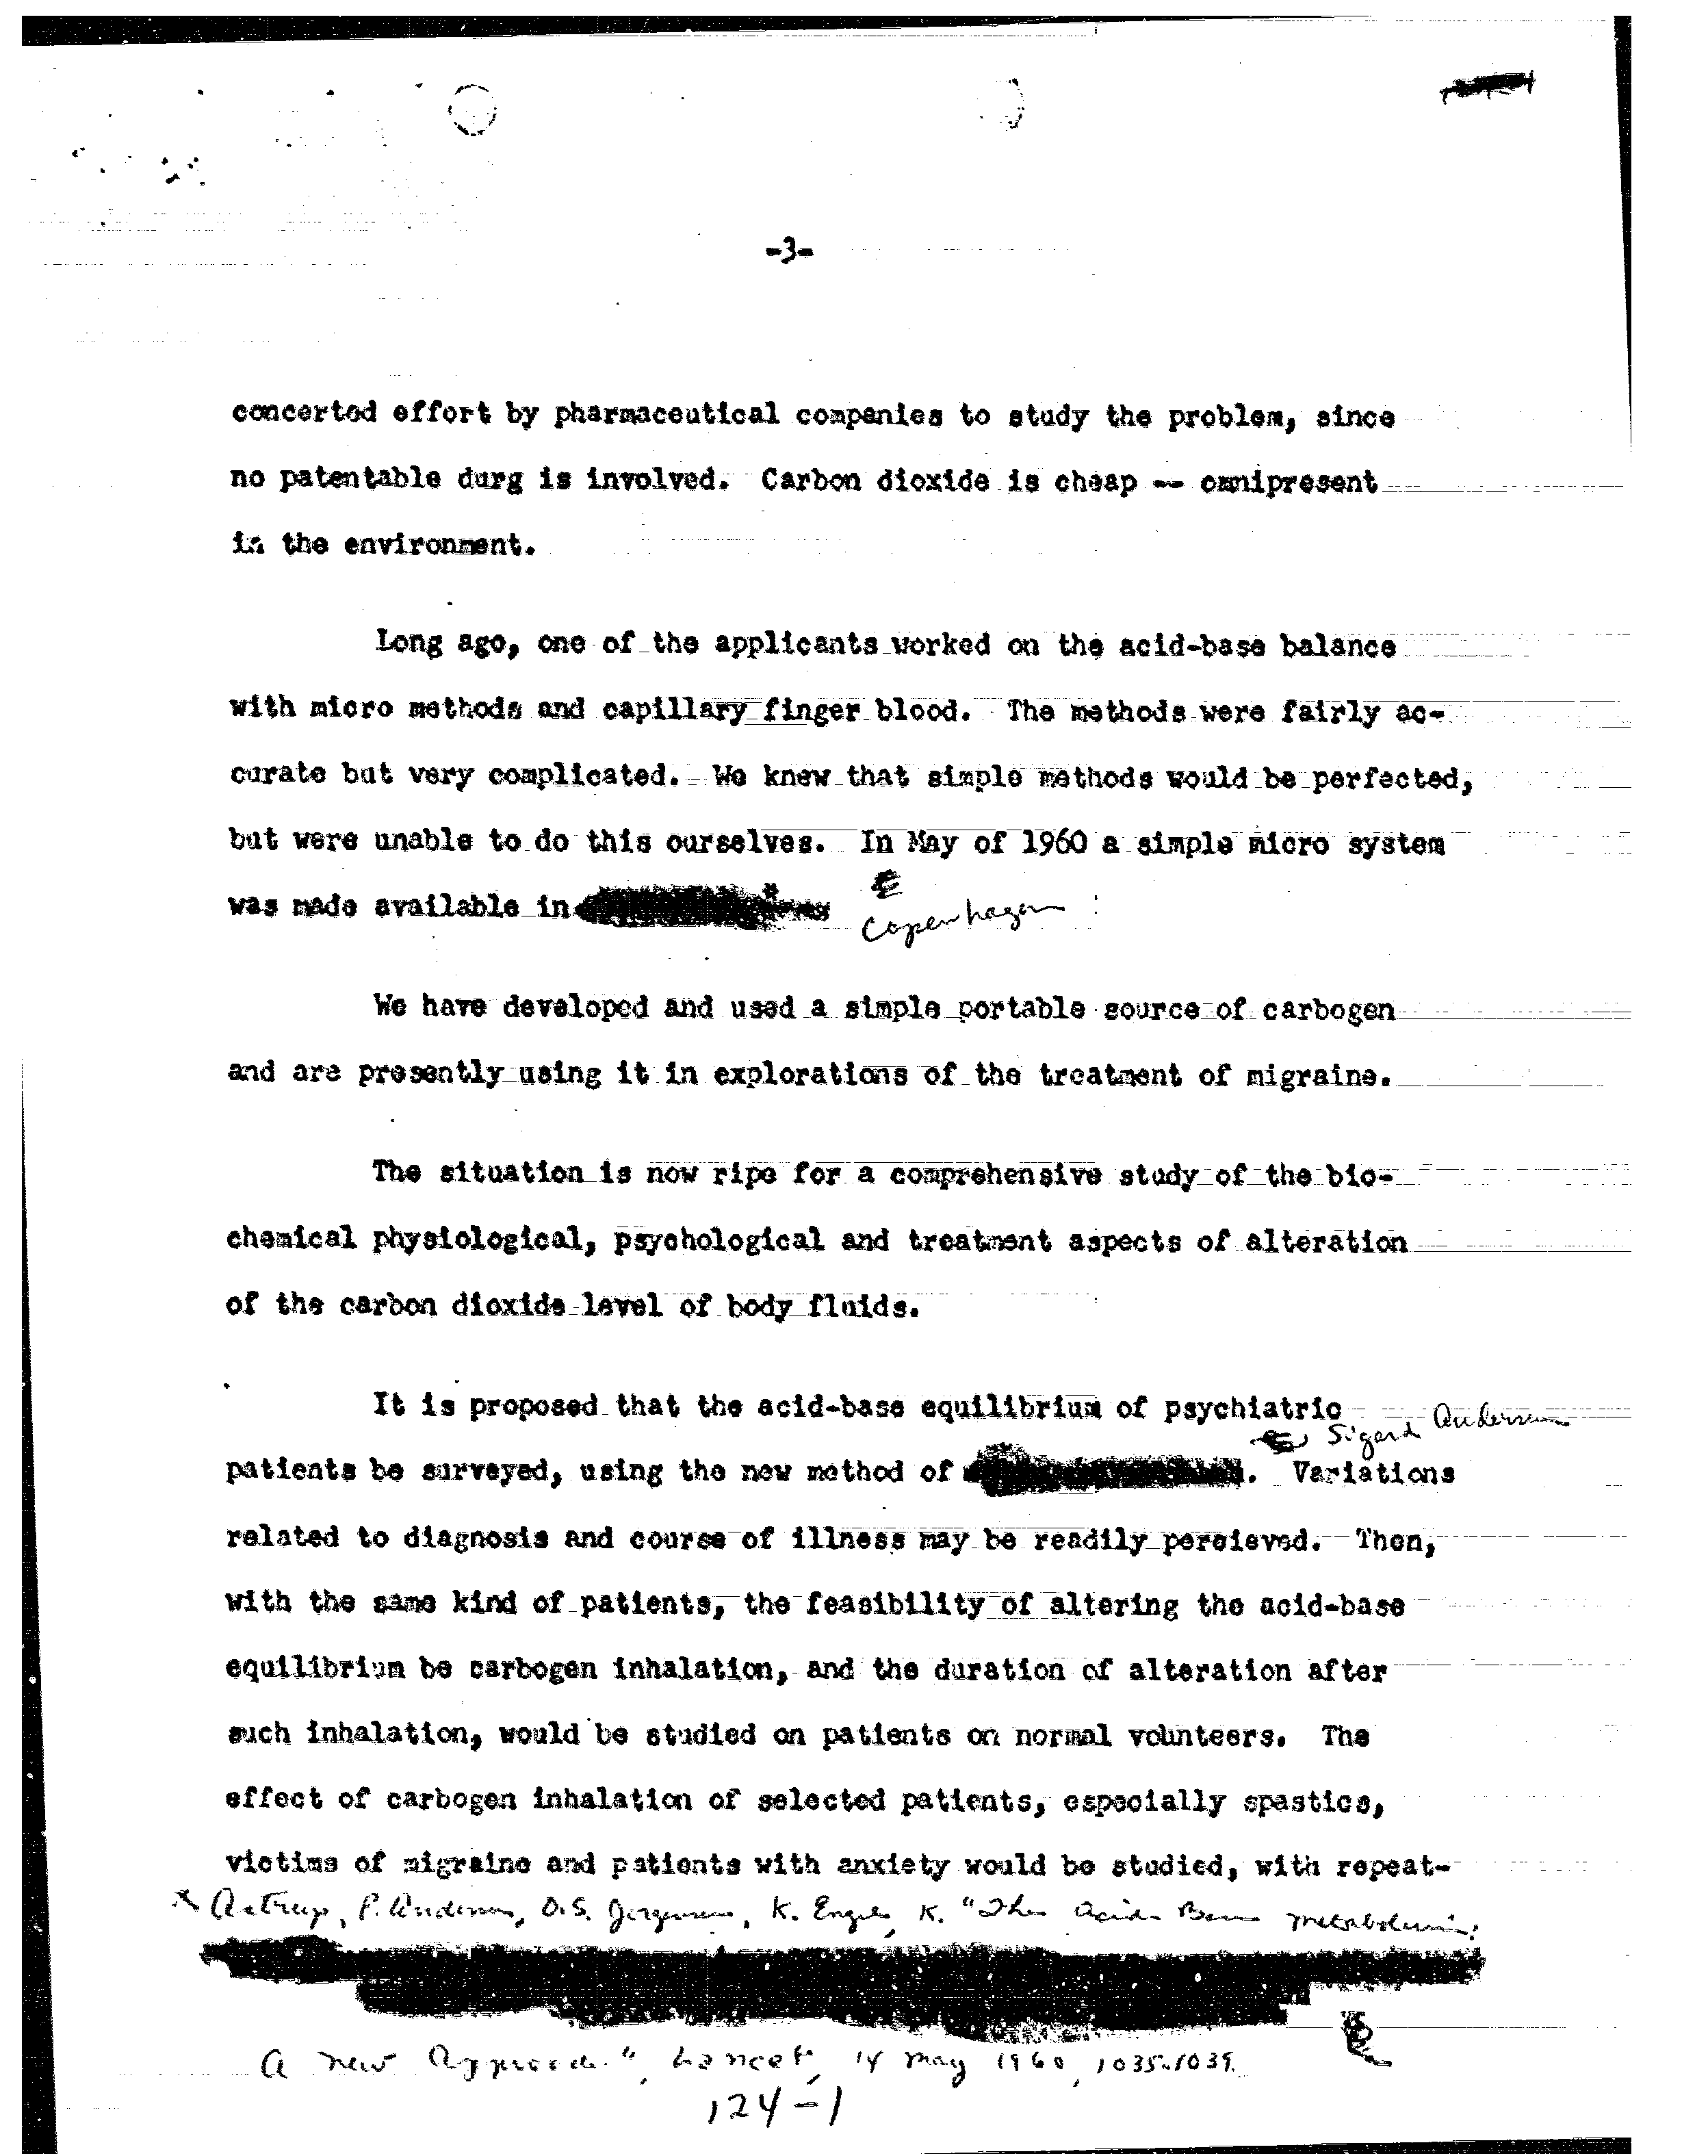 -3-
concerted effort by pharmaceutical companies to study the problem, since
no patentable durg is involved. Carbon dioxide is cheap -- omnipresent
in the environment.
Long ago, one of the applicants worked on the acid-base balance
with micro methods and capillary finger blood. The methods were fairly ac-
curate but very complicated. We knew that simple methods would be perfected,
but were unable to do this ourselves. In May of 1960 a simple micro system
was made available in * Copenhagen
We have developed and used a simple portable source of carbogen
and are presently using it in explorations of the treatment of migraine.
The situation is now ripe for a comprehensive study of the bio-
chemical physiological, psychological and treatment aspects of alteration
of the carbon dioxide level of body fluids.
It is proposed that the acid-base equilibrium of psychiatric
Sigard Andersen
patients be surveyed, using the new method of . Variations
related to diagnosis and course of illness may be readily percieved. Then,
with the same kind of patients, the feasibility of altering the acid-base
equilibrium be carbogen inhalation, and the duration of alteration after
such inhalation, would be studied on patients on normal volunteers. The
effect of carbogen inhalation of selected patients, especially spastics,
victims of migraine and patients with anxiety would be studied, with repeat-
x Astrup, P. Andersen, O.S. Jorgensen, K. Engel, K. "The Acid-Base Metabolism:
A New Approach", Lancet, 14 May 1960, 1035-1039.
124-1